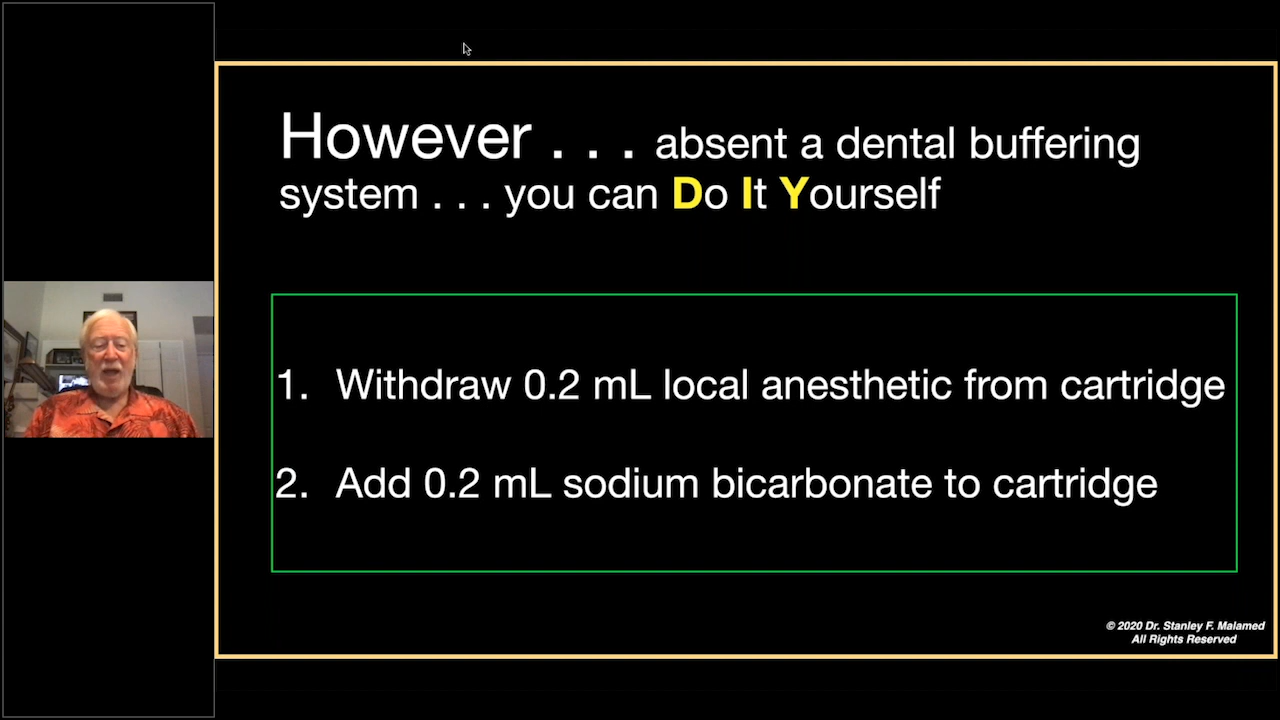 However . . . absent a dental buffering
system . . . you can Do It Yourself
1. Withdraw 0.2 mL local anesthetic from cartridge
2. Add 0.2 mL sodium bicarbonate to cartridge
© 2020 Dr. Stanley F. Malamed
All Rights Reserved